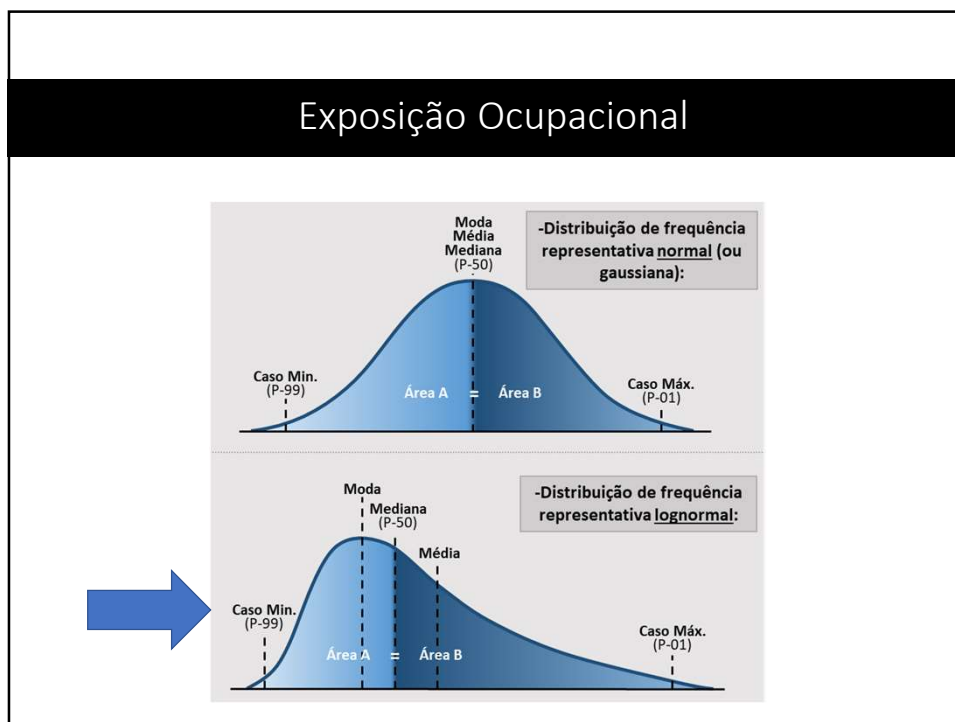 Exposição Ocupacional
Moda
Média
Mediana
(P-50)
-Distribuição de frequência
representativa normal (ou
gaussiana):
Caso Min.
(P-99)
Área A = Área B
Caso Máx.
(P-01)
Moda
Mediana
(P-50)
Média
-Distribuição de frequência
representativa lognormal:
Caso Min.
(P-99)
Área A = Área B
Caso Máx.
(P-01)